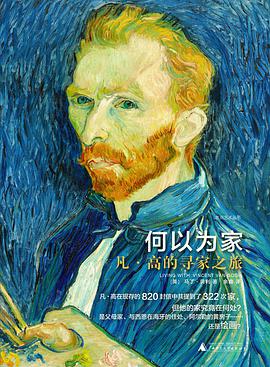 何以为家
凡·高的寻家之旅
LIVING WITH VINCENT VAN GOGH
凡·高在现存的820封信中共提到了322次家，
但他的家究竟在何处？
是父母家、与西恩在海牙的住处、阿尔勒的黄房子——
还是绘画？